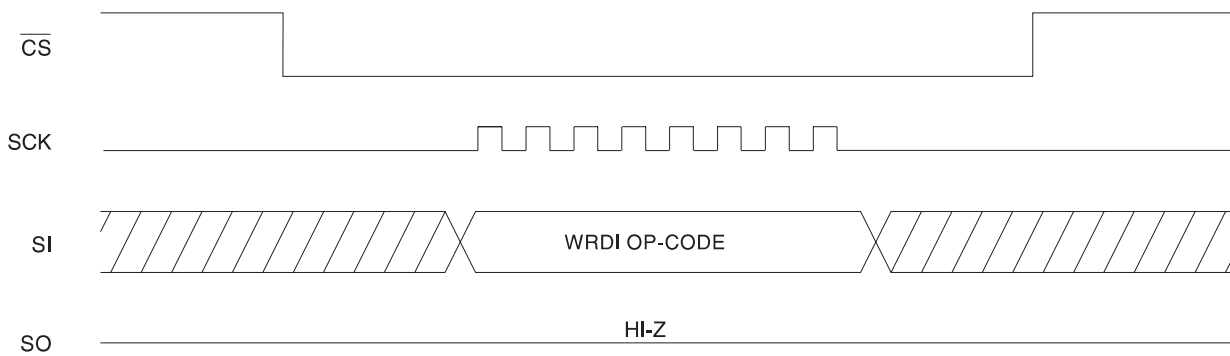 CS
SCK
SI
WRDI OP-CODE
HI-Z
SO